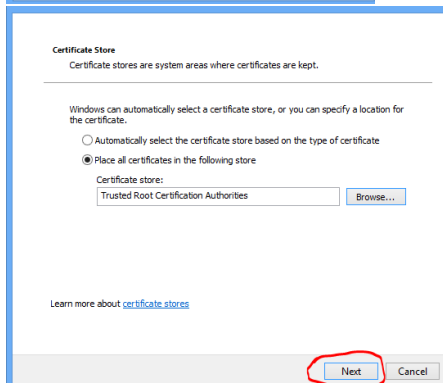 Certificate Store
Certificate stores are system areas where certificates are kept.
Windows can automatically select a certificate store, or you can specify a location for
the certificate.
Automatically select the certificate store based on the type of certificate
Place all certificates in the following store
Certificate store:
Trusted Root Certification Authorities
Browse...
Learn more about certificate stores
Next
Cancel